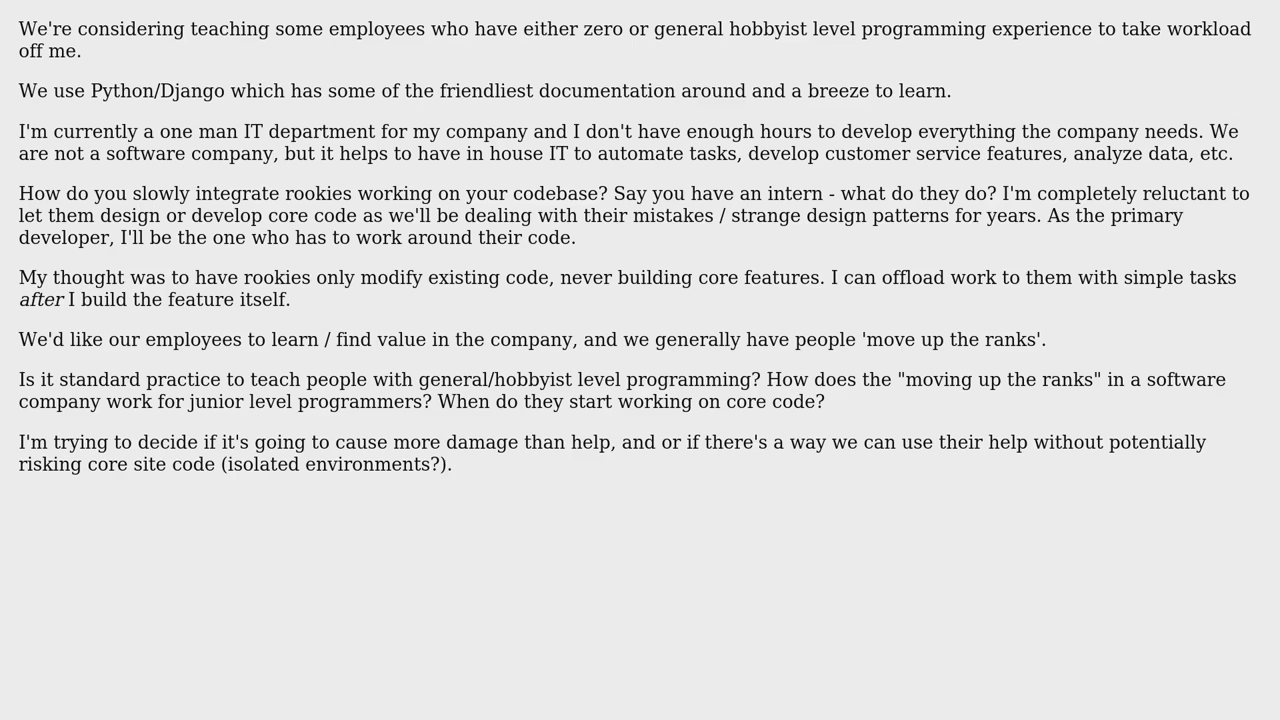 We're considering teaching some employees who have either zero or general hobbyist level programming experience to take workload
off me.
We use Python/Django which has some of the friendliest documentation around and a breeze to learn.
I'm currently a one man IT department for my company and I don't have enough hours to develop everything the company needs. We
are not a software company, but it helps to have in house IT to automate tasks, develop customer service features, analyze data, etc.
How do you slowly integrate rookies working on your codebase? Say you have an intern - what do they do? I'm completely reluctant to
let them design or develop core code as we'll be dealing with their mistakes / strange design patterns for years. As the primary
developer, I'll be the one who has to work around their code.
My thought was to have rookies only modify existing code, never building core features. I can offload work to them with simple tasks
after I build the feature itself.
We'd like our employees to learn / find value in the company, and we generally have people 'move up the ranks'.
Is it standard practice to teach people with general/hobbyist level programming? How does the "moving up the ranks" in a software
company work for junior level programmers? When do they start working on core code?
I'm trying to decide if it's going to cause more damage than help, and or if there's a way we can use their help without potentially
risking core site code (isolated environments?).